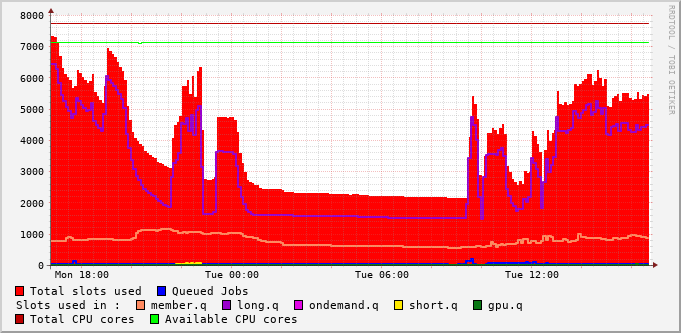 8000
7000
6000
5000
4000
3000
2000
1000
0
Mon 18:00 Tue 00:00 Tue 06:00 Tue 12:00
Total slots used Queued Jobs
Slots used in : member.q long.q ondemand.q short.q gpu.q
Total CPU cores Available CPU cores
RRDTOOL / TOBI OETIKER